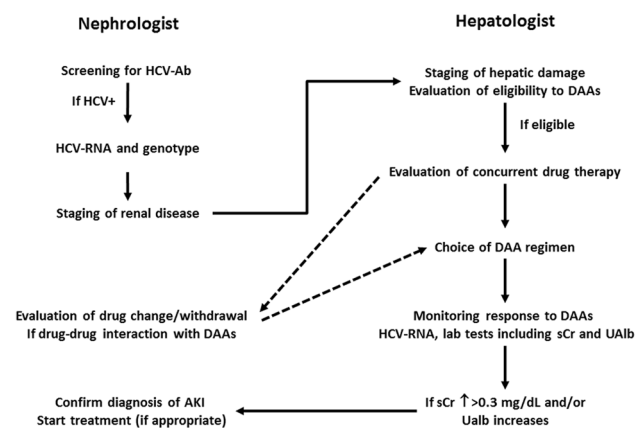 Nephrologist
Screening for HCV-Ab
If HCV+
HCV-RNA and genotype
Staging of renal disease
Evaluation of drug change/withdrawal
If drug-drug interaction with DAAs
Confirm diagnosis of AKI
Start treatment (if appropriate)
Hepatologist
Staging of hepatic damage
Evaluation of eligibility to DAAs
If eligible
Evaluation of concurrent drug therapy
Choice of DAA regimen
Monitoring response to DAAs
HCV-RNA, lab tests including sCr and UAlb
If sCr ↑>0.3 mg/dL and/or
Ualb increases